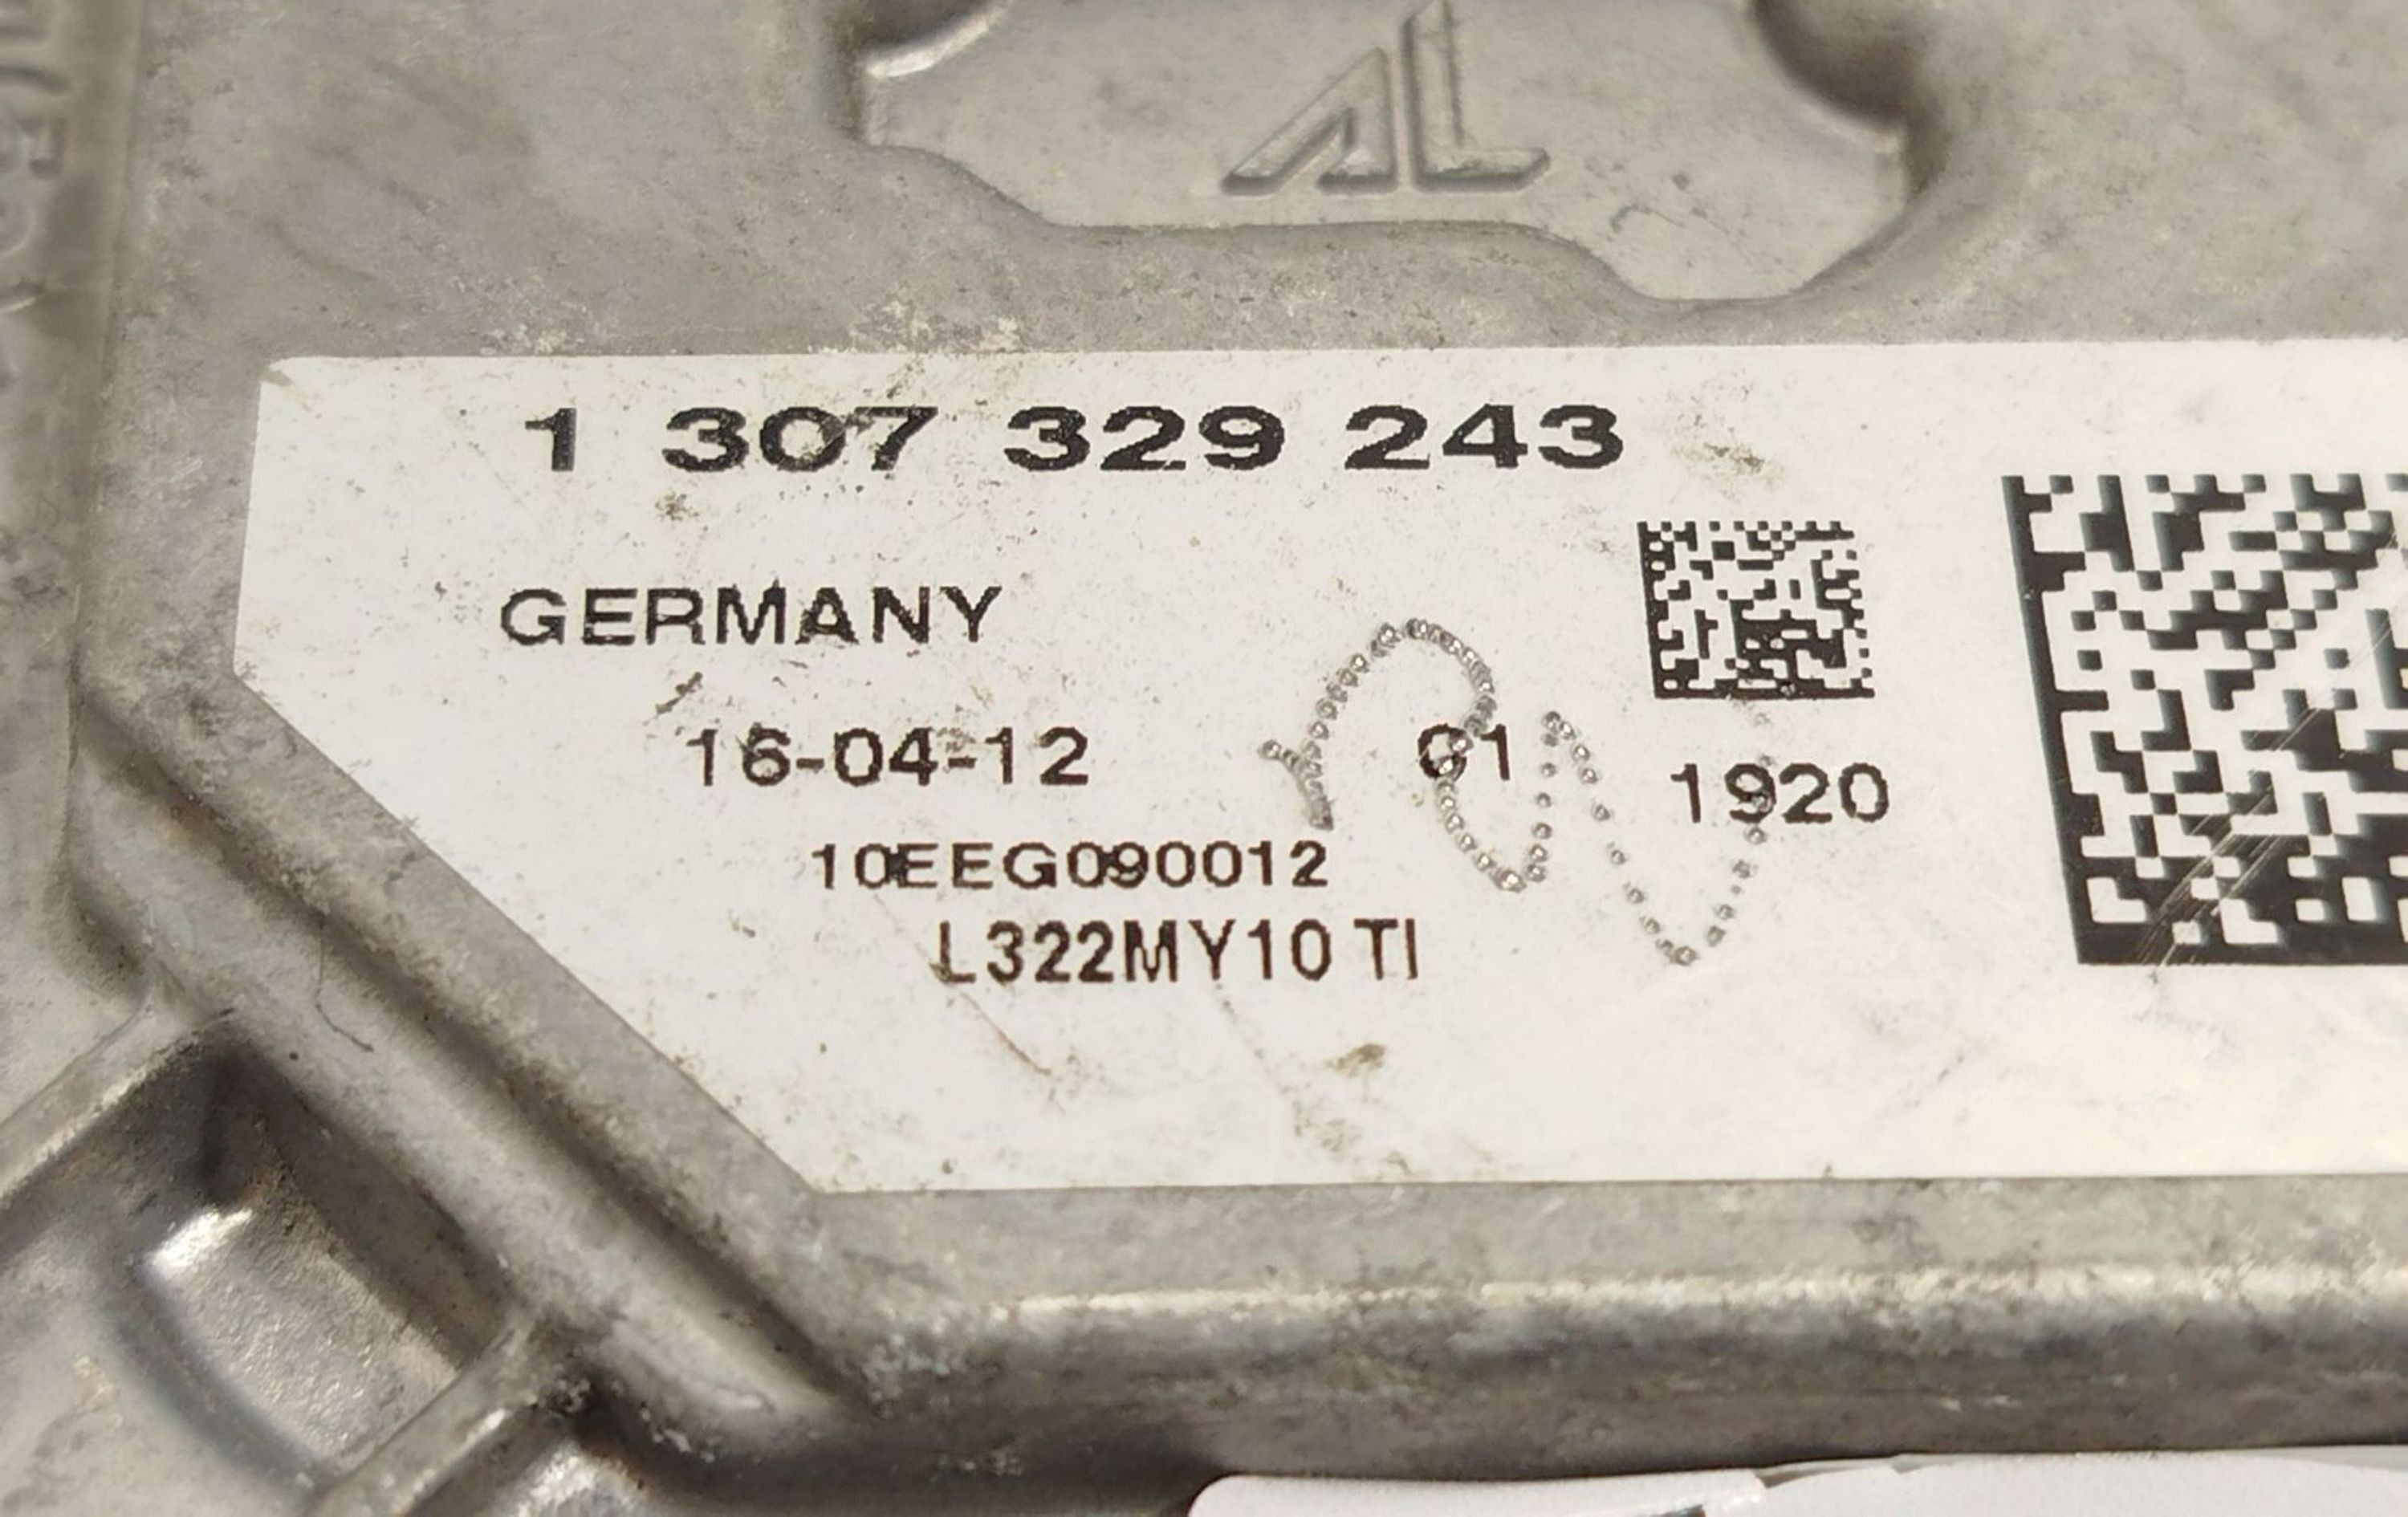 AL
1 307 329 243
GERMANY
16-04-12 01 1920
10EEG090012
L322MY10 TI